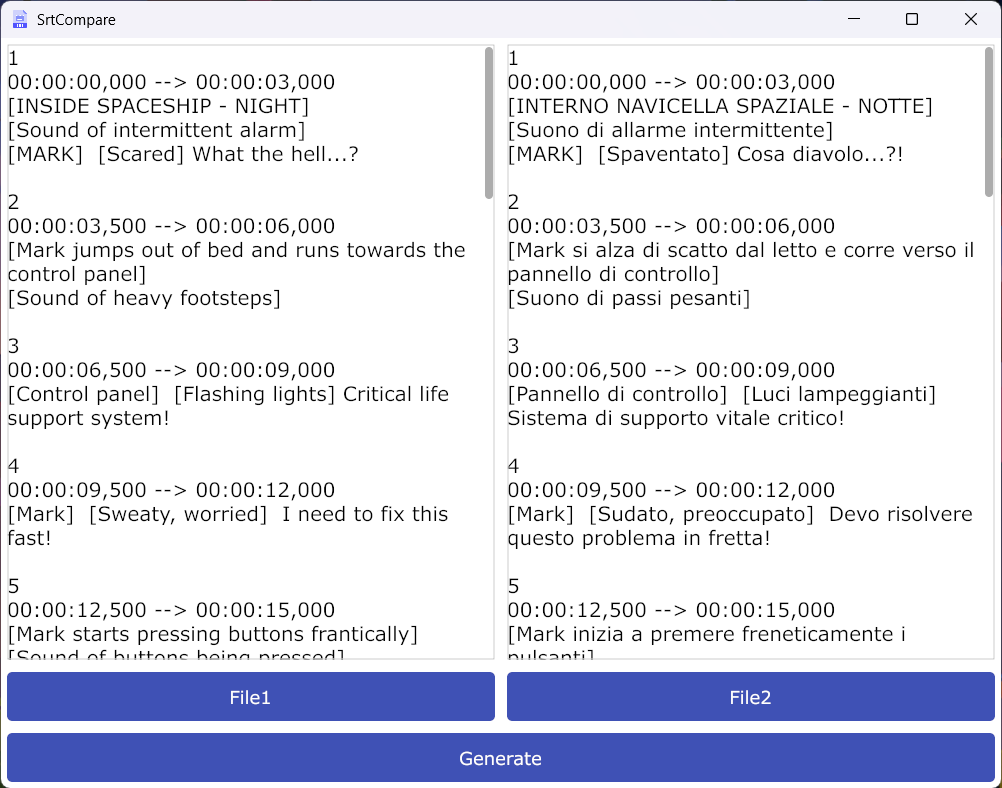 SrtCompare
1
00:00:00,000 --> 00:00:03,000
[INSIDE SPACESHIP - NIGHT]
[Sound of intermittent alarm]
[MARK]  [Scared] What the hell...?
2
00:00:03,500 --> 00:00:06,000
[Mark jumps out of bed and runs towards the
control panel]
[Sound of heavy footsteps]
3
00:00:06,500 --> 00:00:09,000
[Control panel]  [Flashing lights] Critical life
support system!
4
00:00:09,500 --> 00:00:12,000
[Mark]  [Sweaty, worried]  I need to fix this
fast!
5
00:00:12,500 --> 00:00:15,000
[Mark starts pressing buttons frantically]
[Sound of buttons being pressed]
1
00:00:00,000 --> 00:00:03,000
[INTERNO NAVICELLA SPAZIALE - NOTTE]
[Suono di allarme intermittente]
[MARK]  [Spaventato] Cosa diavolo...?!
2
00:00:03,500 --> 00:00:06,000
[Mark si alza di scatto dal letto e corre verso il
pannello di controllo]
[Suono di passi pesanti]
3
00:00:06,500 --> 00:00:09,000
[Pannello di controllo]  [Luci lampeggianti]
Sistema di supporto vitale critico!
4
00:00:09,500 --> 00:00:12,000
[Mark]  [Sudato, preoccupato]  Devo risolvere
questo problema in fretta!
5
00:00:12,500 --> 00:00:15,000
[Mark inizia a premere freneticamente i
pulsanti]
File1
File2
Generate